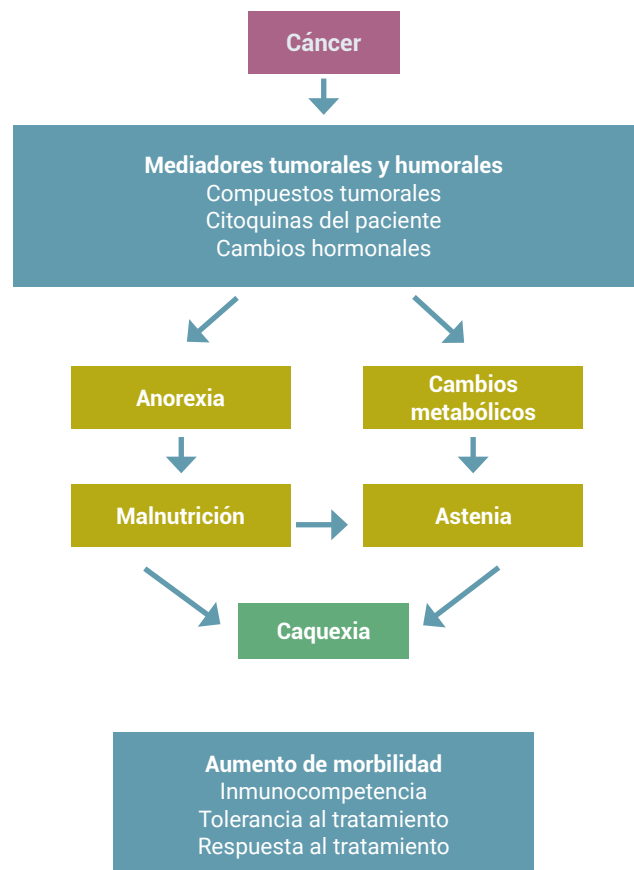 Cáncer
Mediadores tumorales y humorales
Compuestos tumorales
Citoquinas del paciente
Cambios hormonales
Anorexia
Cambios
metabólicos
Malnutrición
Astenia
Caquexia
Aumento de morbilidad
Inmunocompetencia
Tolerancia al tratamiento
Respuesta al tratamiento